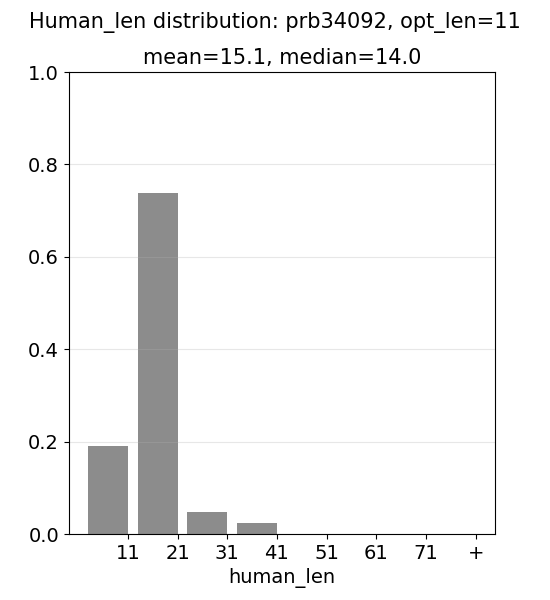 Human_len distribution: prb34092, opt_len=11
mean=15.1, median=14.0
1.0
0.8
0.6
0.4
0.2
0.0
11 21 31 41 51 61 71 +
human_len